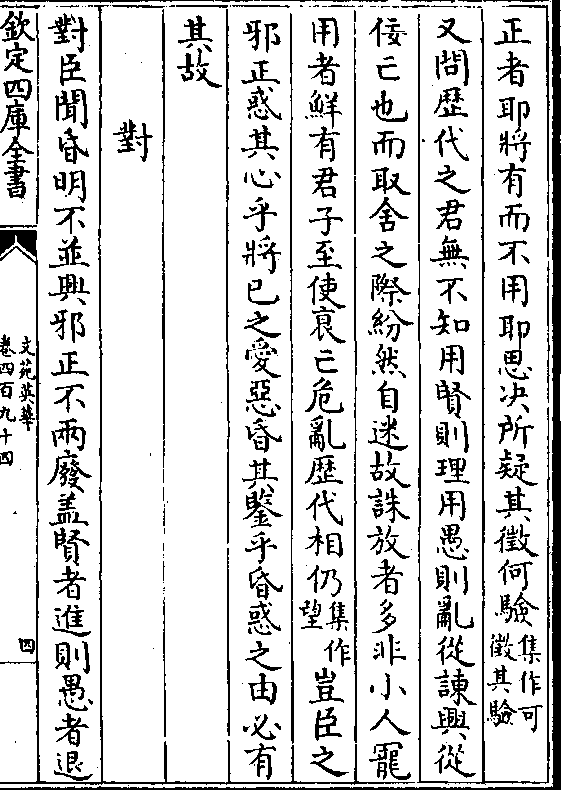 正者耶將有而不用耶思决所疑其徵何驗集作可徵其驗
又問歴代之君無不知用賢則理用愚則亂從諌興從
佞亡也而取舍之際紛然自迷故誅放者多非小人寵
用者鮮有君子至使衰亡危亂歴代相仍集作望豈臣之
邪正惑其心乎將已之愛惡昏其鑒乎昏惑之由必有
其故
對
對臣聞昏明不並興邪正不兩廢盖賢者進則愚者退
欽定四庫全書
文苑英華
卷四百九十四
四